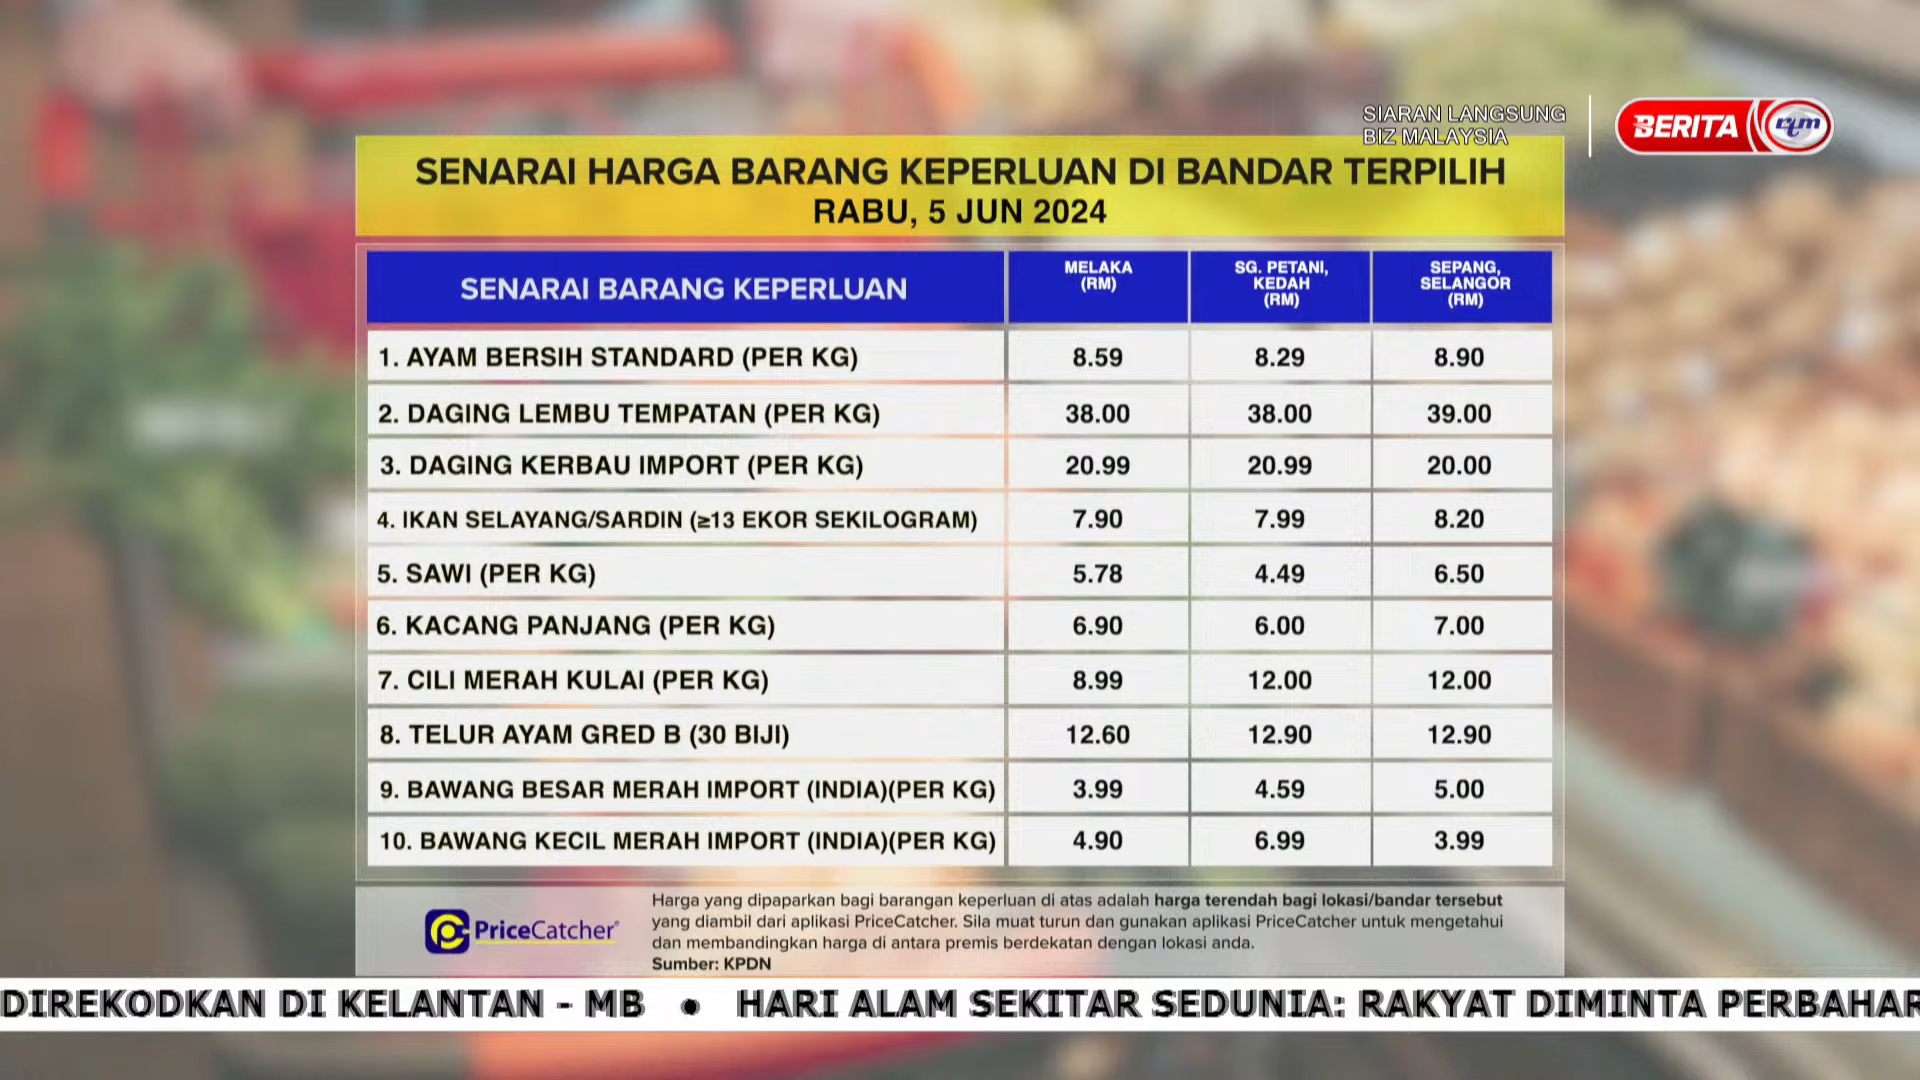 SIARAN LANGSUNG
BIZ MALAYSIA
BERITA rtm
SENARAI HARGA BARANG KEPERLUAN DI BANDAR TERPILIH
RABU, 5 JUN 2024
SENARAI BARANG KEPERLUAN
MELAKA
(RM)
SG. PETANI,
KEDAH
(RM)
SEPANG,
SELANGOR
(RM)
1. AYAM BERSIH STANDARD (PER KG) 8.59 8.29 8.90
2. DAGING LEMBU TEMPATAN (PER KG) 38.00 38.00 39.00
3. DAGING KERBAU IMPORT (PER KG) 20.99 20.99 20.00
4. IKAN SELAYANG/SARDIN (≥13 EKOR SEKILOGRAM) 7.90 7.99 8.20
5. SAWI (PER KG) 5.78 4.49 6.50
6. KACANG PANJANG (PER KG) 6.90 6.00 7.00
7. CILI MERAH KULAI (PER KG) 8.99 12.00 12.00
8. TELUR AYAM GRED B (30 BIJI) 12.60 12.90 12.90
9. BAWANG BESAR MERAH IMPORT (INDIA)(PER KG) 3.99 4.59 5.00
10. BAWANG KECIL MERAH IMPORT (INDIA)(PER KG) 4.90 6.99 3.99
PriceCatcher®
Harga yang dipaparkan bagi barangan keperluan di atas adalah harga terendah bagi lokasi/bandar tersebut
yang diambil dari aplikasi PriceCatcher. Sila muat turun dan gunakan aplikasi PriceCatcher untuk mengetahui
dan membandingkan harga di antara premis berdekatan dengan lokasi anda.
Sumber: KPDN
DIREKODKAN DI KELANTAN - MB ● HARI ALAM SEKITAR SEDUNIA: RAKYAT DIMINTA PERBAHAR